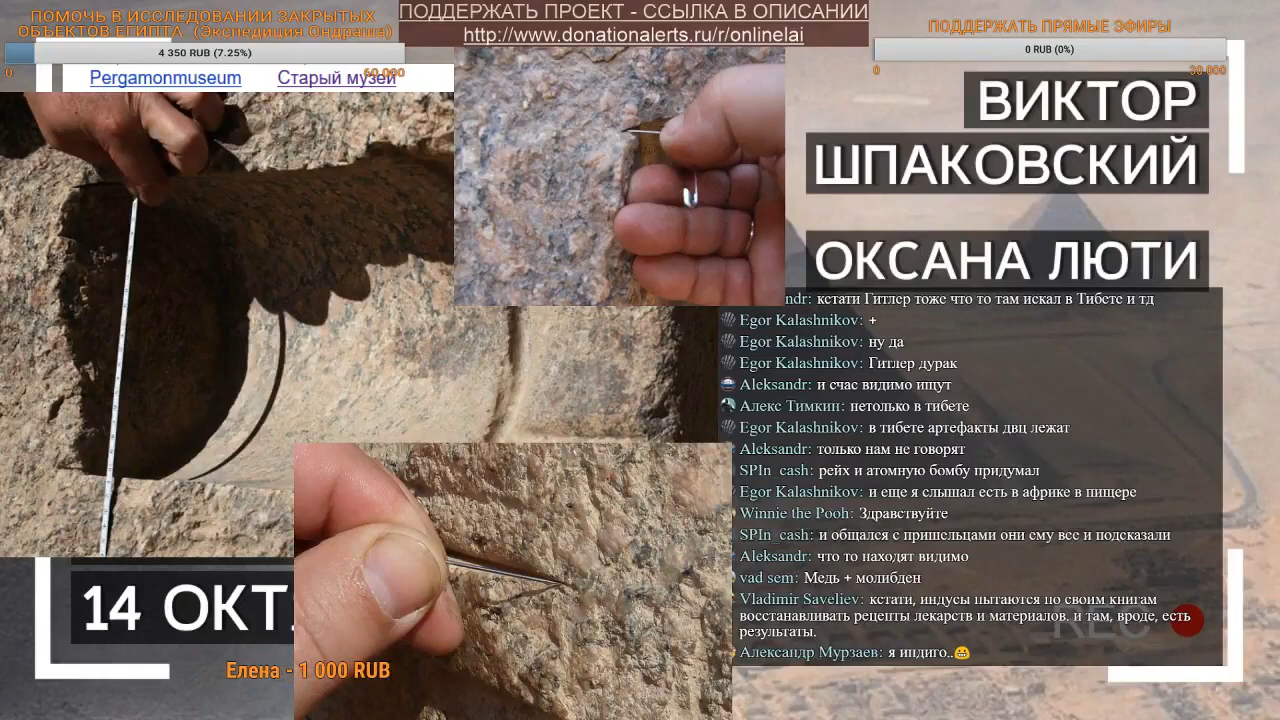 ПОМОЧЬ В ИССЛЕДОВАНИИ ЗАКРЫТЫХ
ОБЪЕКТОВ ЕГИПТА (Экспедиция Ондраша)
4 350 RUB (7.25%)
0
60 000
Pergamonmuseum
Старый музей
ПОДДЕРЖАТЬ ПРОЕКТ - ССЫЛКА В ОПИСАНИИ
http://www.donationalerts.ru/r/onlinelai
ПОДДЕРЖАТЬ ПРЯМЫЕ ЭФИРЫ
0 RUB (0%)
0
30 000
ВИКТОР
ШПАКОВСКИЙ
ОКСАНА ЛЮТИ
ndr: кстати Гитлер тоже что то там искал в Тибете и тд
Egor Kalashnikov: +
Egor Kalashnikov: ну да
Egor Kalashnikov: Гитлер дурак
Aleksandr: и счас видимо ищут
Алекс Тимкин: петолько в тибете
Egor Kalashnikov: в тибете артефакты двц лежат
Aleksandr: только нам не говорят
SPIn_cash: рейх и атомную бомбу придумал
Egor Kalashnikov: и еще я слышал есть в африке в пищере
Winnie the Pooh: Здравствуйте
SPIn_cash: и общался с пришельцами они ему все и подсказали
Aleksandr: что то находят видимо
vad sem: Медь + молибден
Vladimir Saveliev: кстати, индусы пытаются по своим книгам
восстанавливать рецепты лекарств и материалов. и там, вроде, есть
результаты.
Александр Мурзаев: я индиго..😬
REC
14 ОКТ
Елена - 1 000 RUB